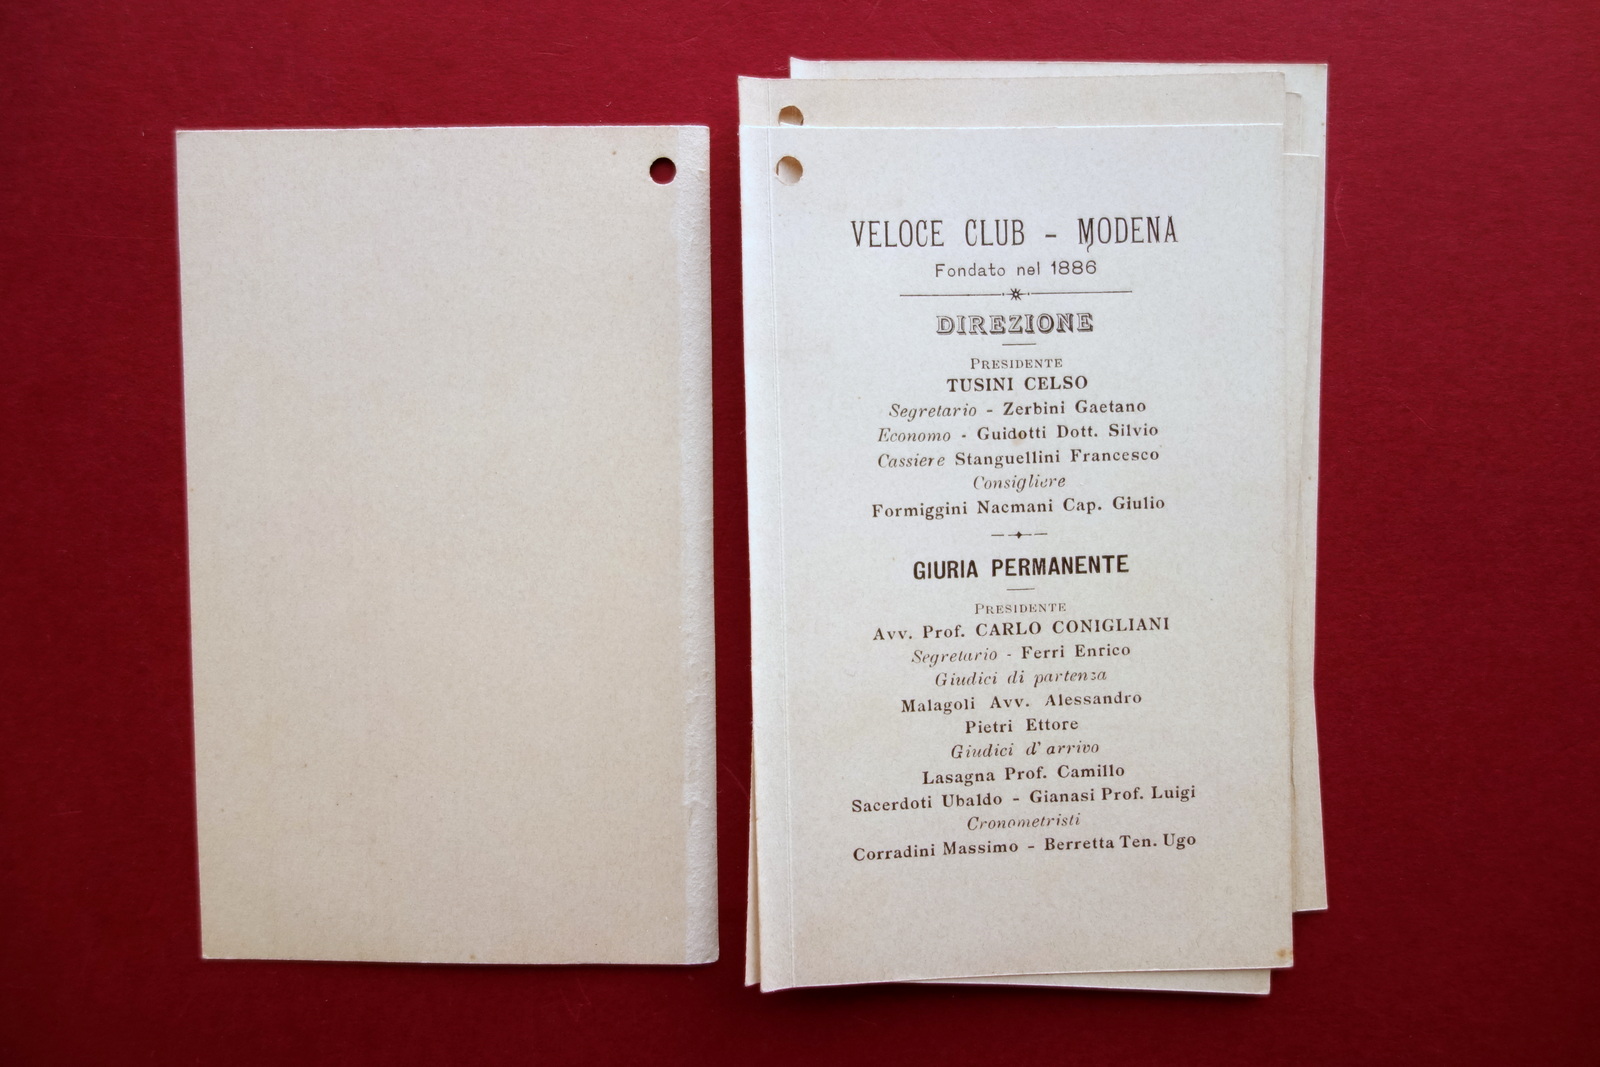 VELOCE CLUB - MODENA
Fondato nel 1886
DIREZIONE
PRESIDENTE
TUSINI CELSO
Segretario - Zerbini Gaetano
Economo - Guidotti Dott. Silvio
Cassiere Stanguellini Francesco
Consigliere
Formiggini Nacmani Cap. Giulio
GIURIA PERMANENTE
PRESIDENTE
Avv. Prof. CARLO CONIGLIANI
Segretario - Ferri Enrico
Giudici di partenza
Malagoli Avv. Alessandro
Pietri Ettore
Giudici d'arrivo
Lasagna Prof. Camillo
Sacerdoti Ubaldo - Gianasi Prof. Luigi
Cronometristi
Corradini Massimo - Berretta Ten. Ugo